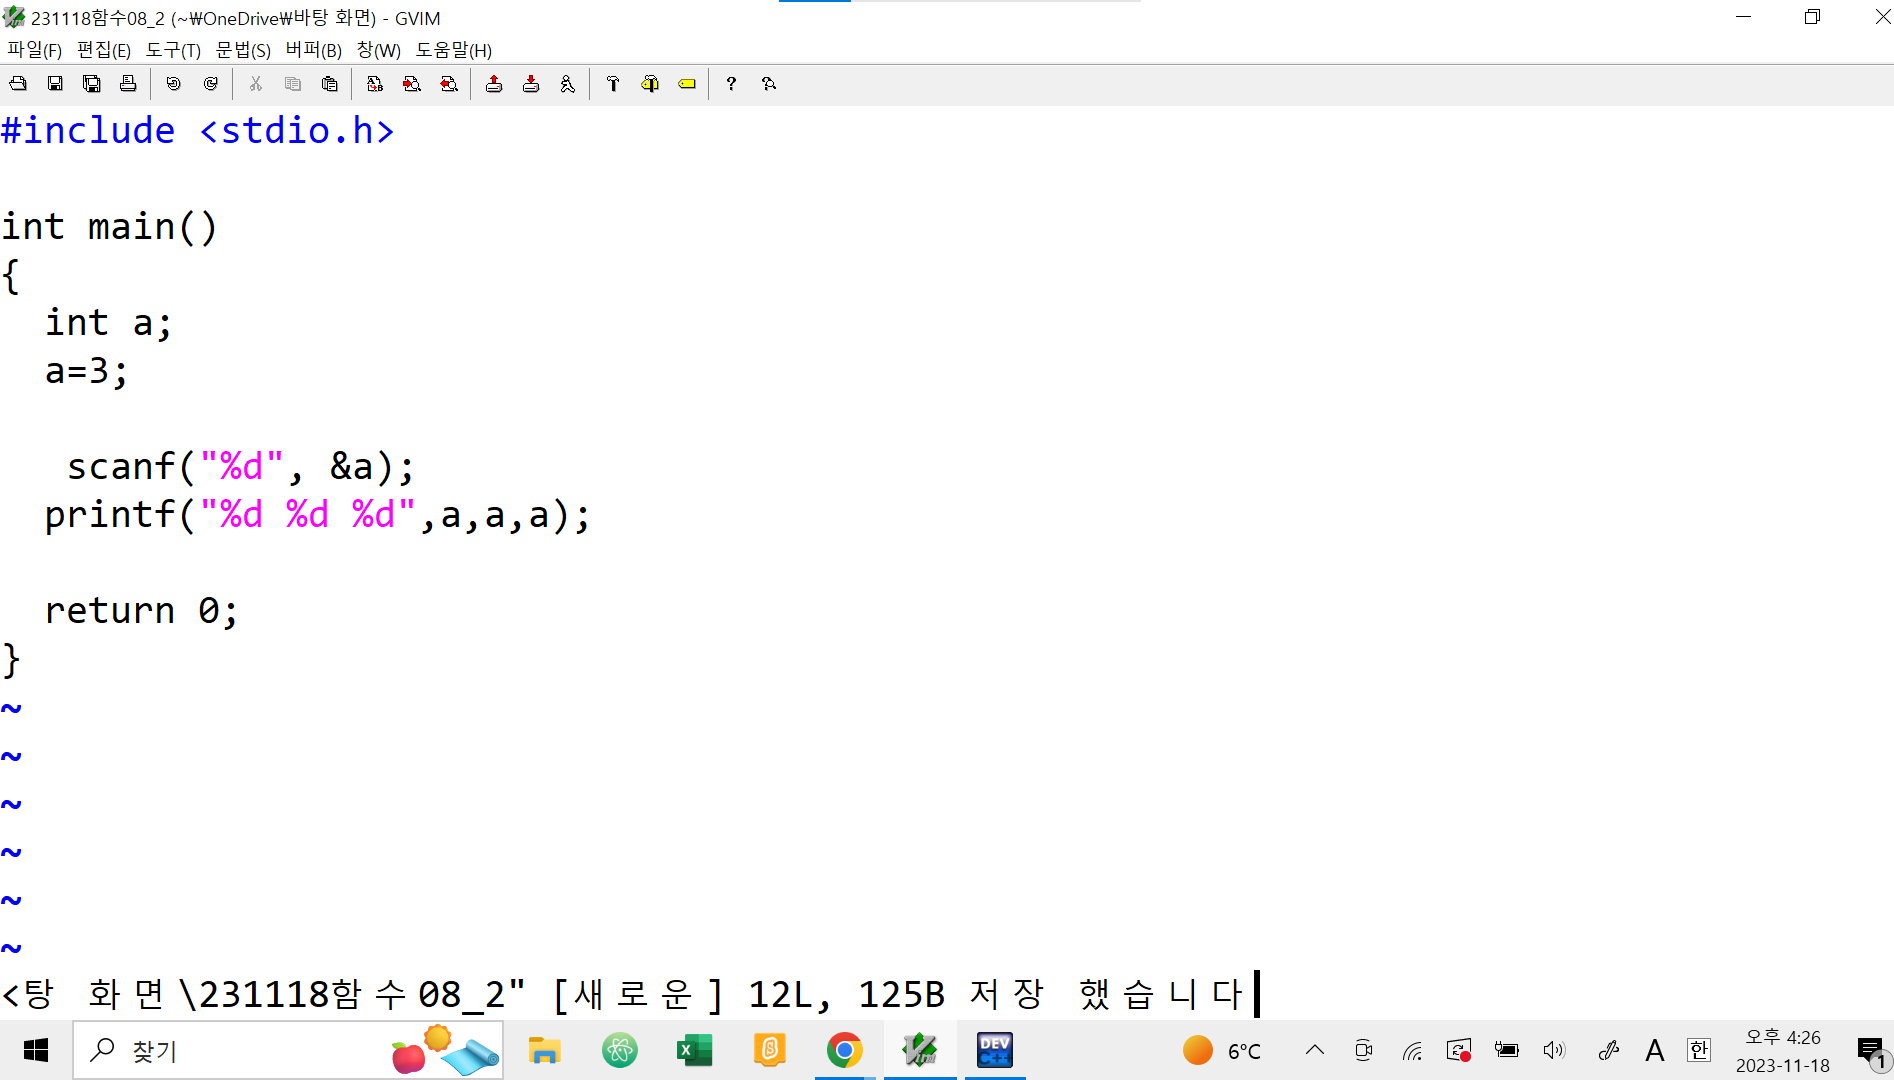 231118함수08_2 (~₩OneDrive₩바탕 화면) - GVIM
파일(F) 편집(E) 도구(T) 문법(S) 버퍼(B) 창(W) 도움말(H)
#include <stdio.h>
int main()
{
int a;
a=3;
scanf("%d", &a);
printf("%d %d %d",a,a,a);
return 0;
}
~
~
~
~
~
~
<탕 화면\231118함수08_2" [새로운] 12L, 125B 저장 했습니다
찾기
DEV C++
6°C
A
한
오후 4:26
2023-11-18
1